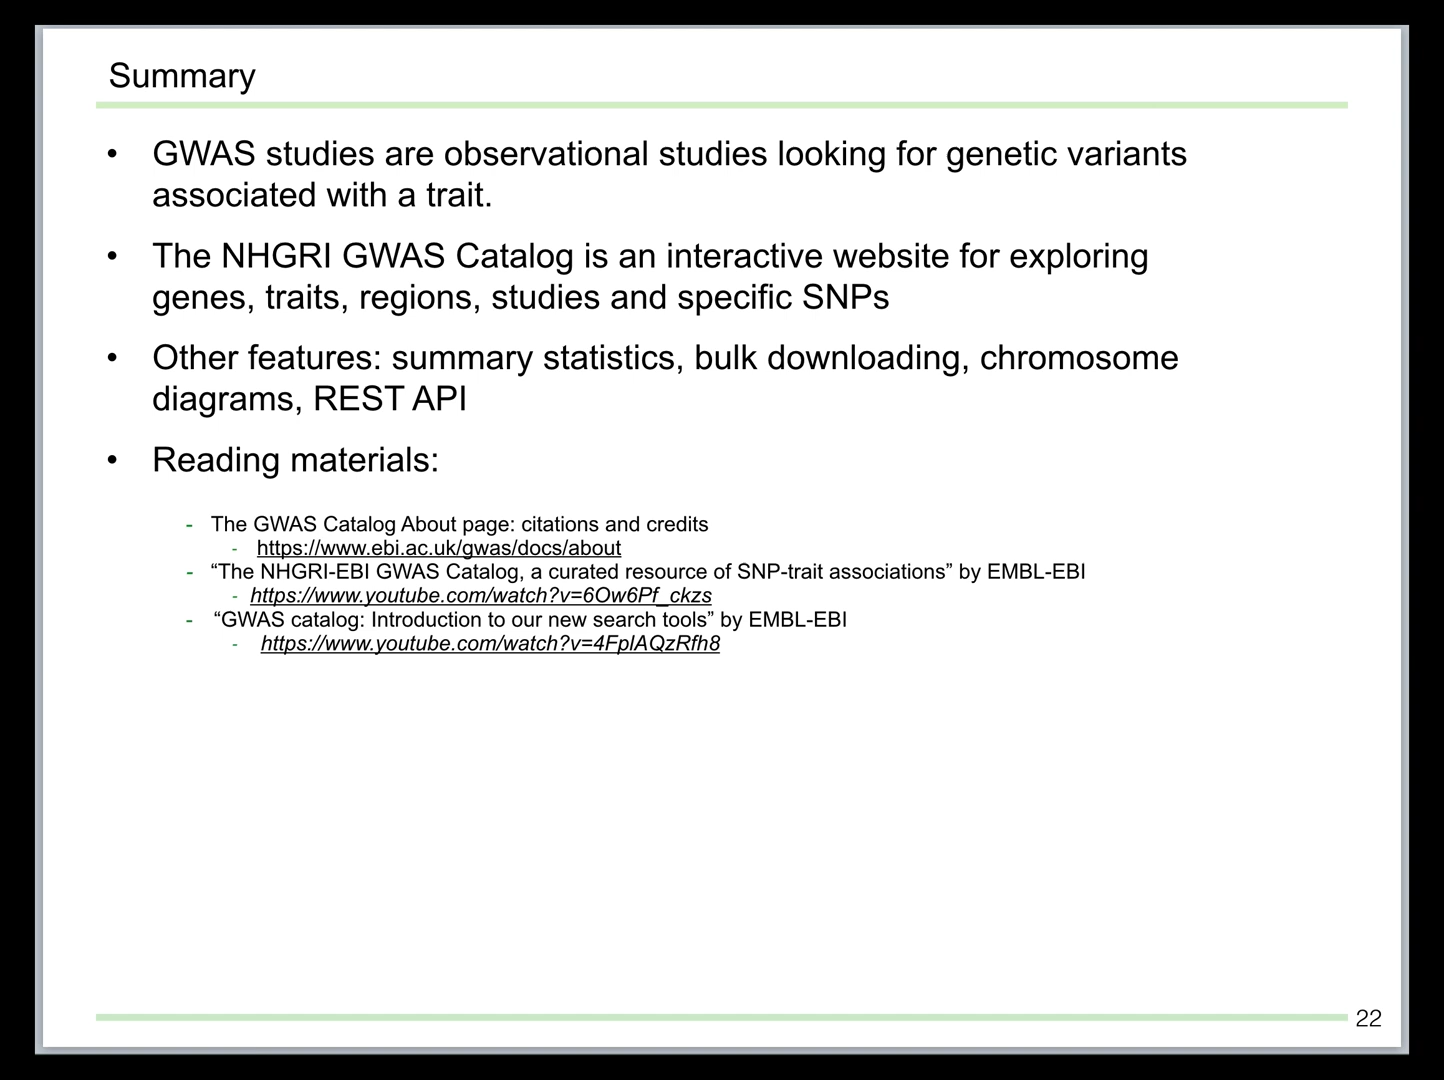 Summary
• GWAS studies are observational studies looking for genetic variants
associated with a trait.
• The NHGRI GWAS Catalog is an interactive website for exploring
genes, traits, regions, studies and specific SNPs
• Other features: summary statistics, bulk downloading, chromosome
diagrams, REST API
• Reading materials:
- The GWAS Catalog About page: citations and credits
- https://www.ebi.ac.uk/gwas/docs/about
- “The NHGRI-EBI GWAS Catalog, a curated resource of SNP-trait associations” by EMBL-EBI
- https://www.youtube.com/watch?v=6Ow6Pf_ckzs
- “GWAS catalog: Introduction to our new search tools” by EMBL-EBI
- https://www.youtube.com/watch?v=4FplAQzRfh8
22